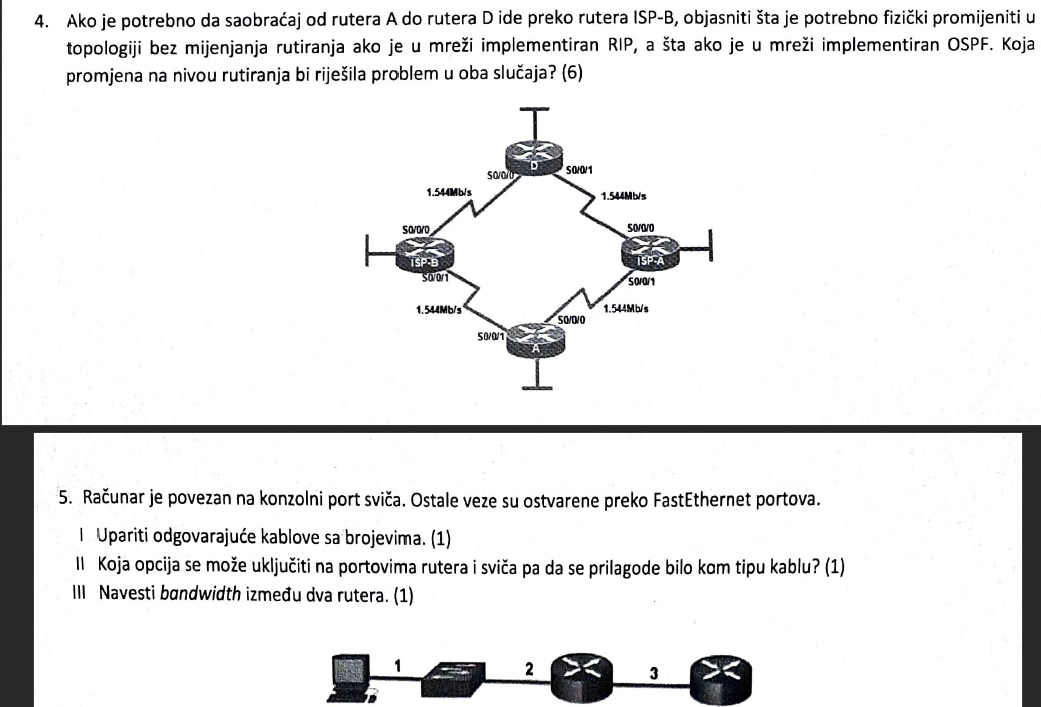 4. Ako je potrebno da saobraćaj od rutera A do rutera D ide preko rutera ISP-B, objasniti šta je potrebno fizički promijeniti u
topologiji bez mijenjanja rutiranja ako je u mreži implementiran RIP, a šta ako je u mreži implementiran OSPF. Koja
promjena na nivou rutiranja bi riješila problem u oba slučaja? (6)
D
S0/0/0
S0/0/1
1.544Mb/s
1.544Mb/s
S0/0/0
S0/0/0
ISP-B
ISP-A
S0/0/1
S0/0/1
1.544Mb/s
1.544Mb/s
S0/0/0
S0/0/1
A
5. Računar je povezan na konzolni port sviča. Ostale veze su ostvarene preko FastEthernet portova.
I Upariti odgovarajuće kablove sa brojevima. (1)
II Koja opcija se može uključiti na portovima rutera i sviča pa da se prilagode bilo kom tipu kablu? (1)
III Navesti bandwidth između dva rutera. (1)
1
2
3